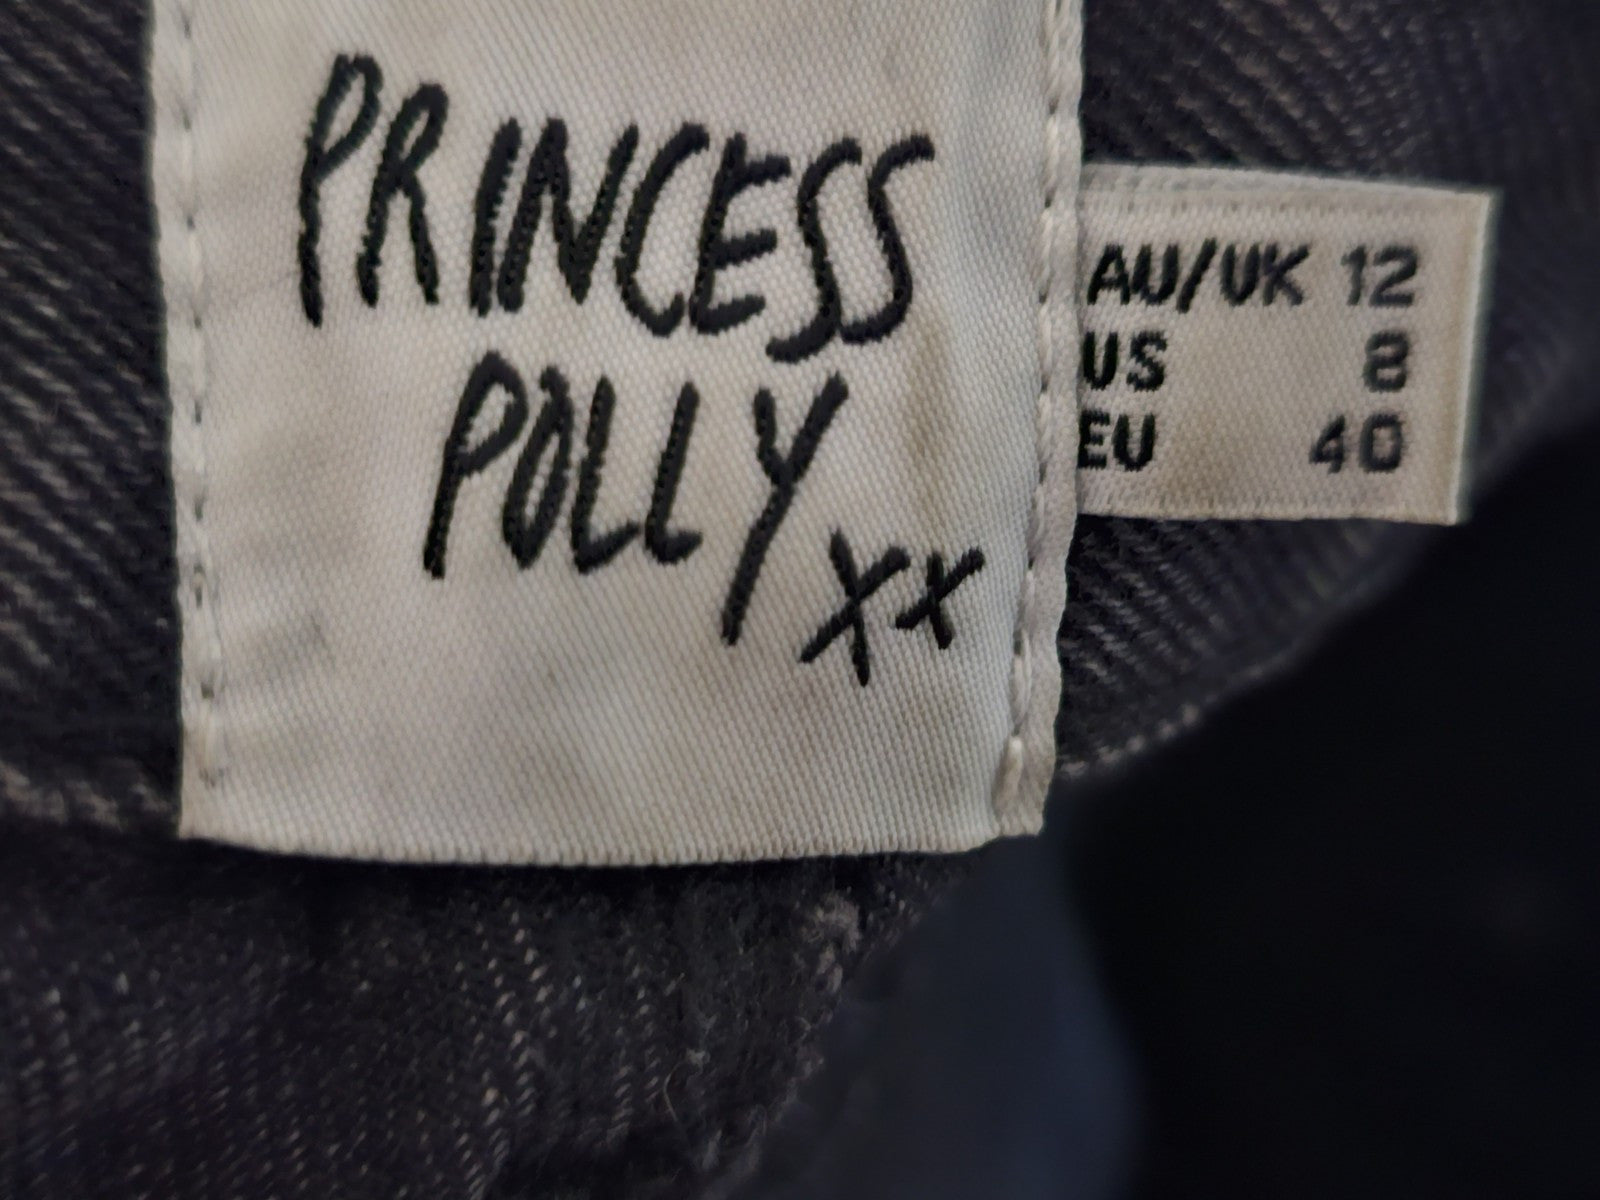 PRINCESS
POLLY
xx
AU/UK 12
US 8
EU 40